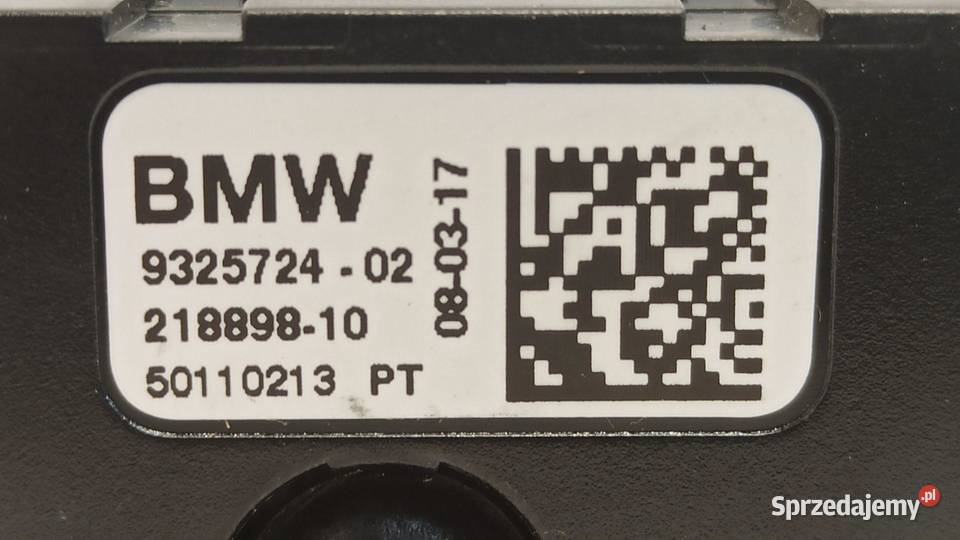 BMW
9325724-02
218898-10
50110213 PT
08-03-17
Sprzedajemy.pl